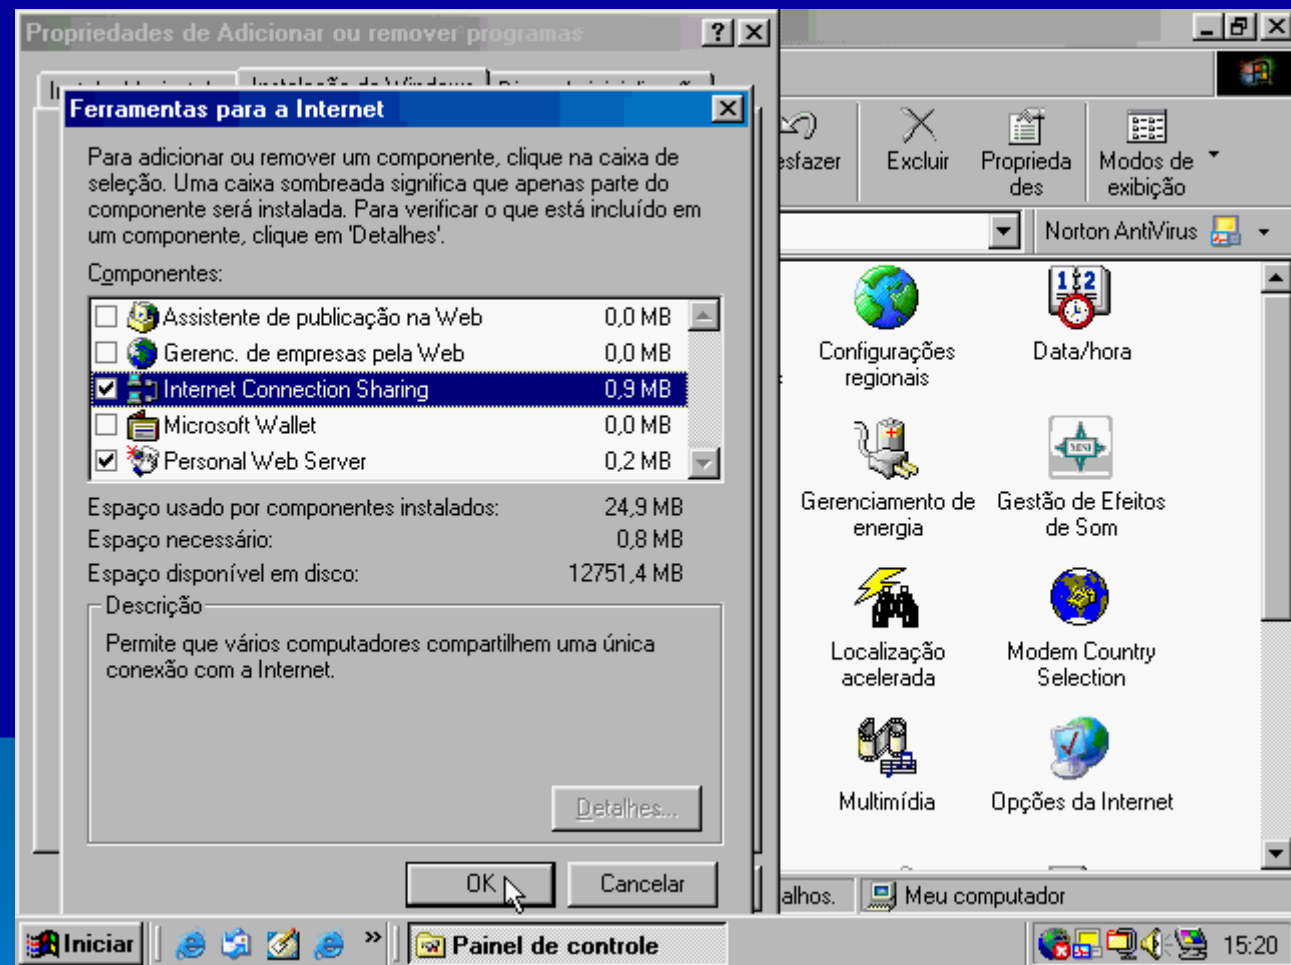 Propriedades de Adicionar ou remover programas
Ferramentas para a Internet
Para adicionar ou remover um componente, clique na caixa de
seleção. Uma caixa sombreada significa que apenas parte do
componente será instalada. Para verificar o que está incluído em
um componente, clique em 'Detalhes'.
Componentes:
Assistente de publicação na Web 0,0 MB
Gerenc. de empresas pela Web 0,0 MB
Internet Connection Sharing 0,9 MB
Microsoft Wallet 0,0 MB
Personal Web Server 0,2 MB
Espaço usado por componentes instalados: 24,9 MB
Espaço necessário: 0,8 MB
Espaço disponível em disco: 12751,4 MB
Descrição
Permite que vários computadores compartilhem uma única
conexão com a Internet.
Detalhes...
OK
Cancelar
esfazer
Excluir
Proprieda
des
Modos de
exibição
Norton AntiVirus
Configurações
regionais
Data/hora
Gerenciamento de
energia
Gestão de Efeitos
de Som
MINI
Localização
acelerada
Modem Country
Selection
Multimídia
Opções da Internet
alhos.
Meu computador
Iniciar
Painel de controle
15:20